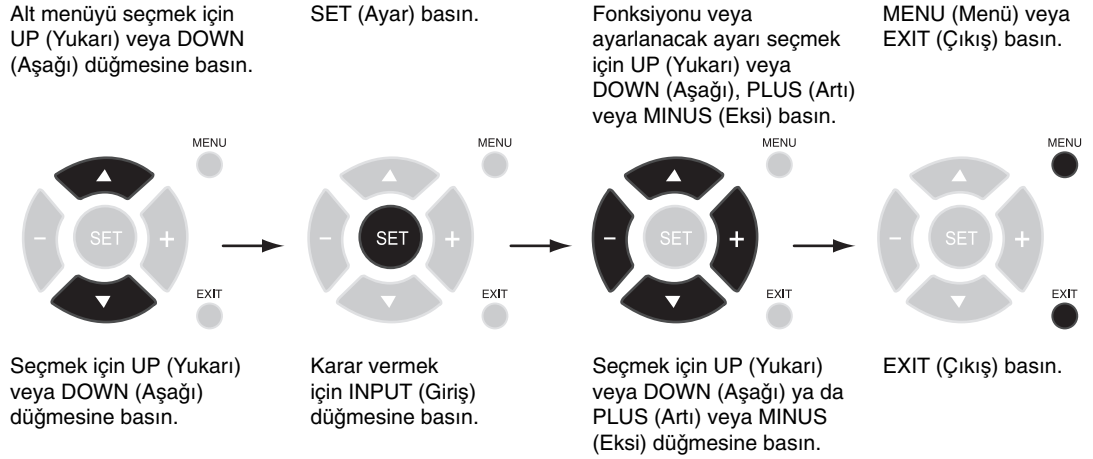 Alt menüyü seçmek için
UP (Yukarı) veya DOWN
(Aşağı) düğmesine basın.
SET (Ayar) basın.
Fonksiyonu veya
ayarlanacak ayarı seçmek
için UP (Yukarı) veya
DOWN (Aşağı), PLUS (Artı)
veya MINUS (Eksi) basın.
MENU (Menü) veya
EXIT (Çıkış) basın.
MENU
- SET +
EXIT
MENU
- SET +
EXIT
MENU
- SET +
EXIT
MENU
- SET +
EXIT
Seçmek için UP (Yukarı)
veya DOWN (Aşağı)
düğmesine basın.
Karar vermek
için INPUT (Giriş)
düğmesine basın.
Seçmek için UP (Yukarı)
veya DOWN (Aşağı) ya da
PLUS (Artı) veya MINUS
(Eksi) düğmesine basın.
EXIT (Çıkış) basın.